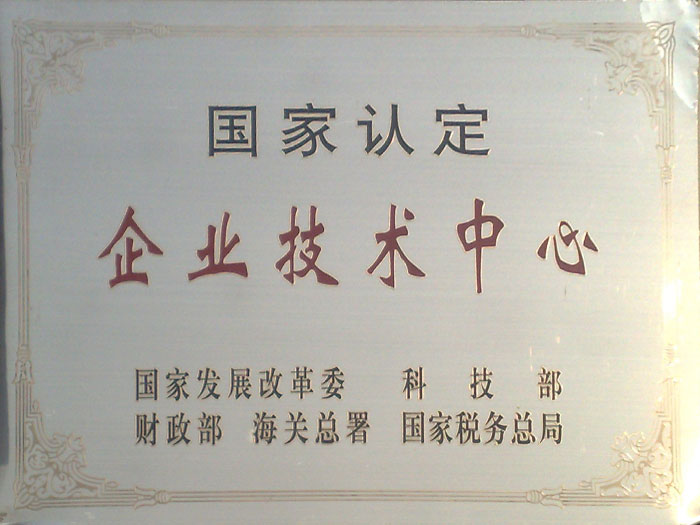 国家认定
企业技术中心
国家发展改革委 科技部
财政部 海关总署 国家税务总局